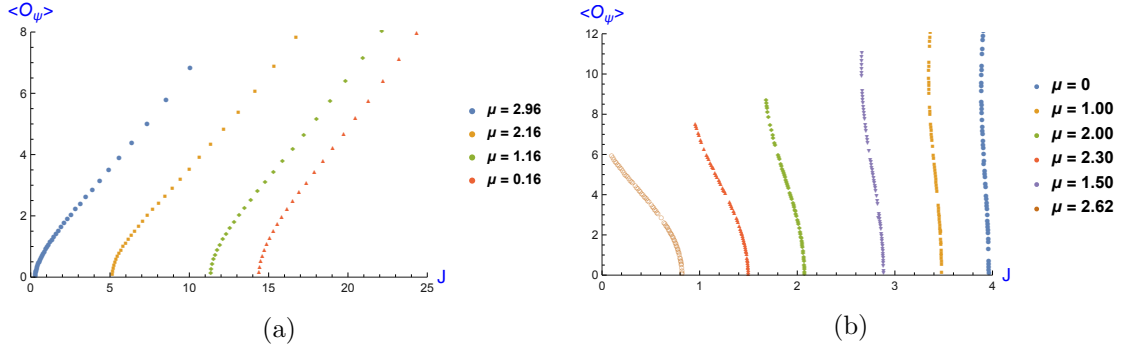 <O_ψ>
8
6
4
2
0
0
5
10
15
20
25
J
μ = 2.96
μ = 2.16
μ = 1.16
μ = 0.16
(a)
<O_ψ>
12
10
8
6
4
2
0
0
1
2
3
4
J
μ = 0
μ = 1.00
μ = 2.00
μ = 2.30
μ = 1.50
μ = 2.62
(b)